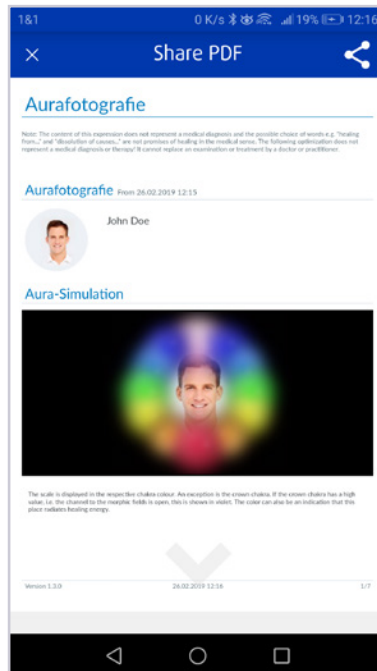 1&1 0 K/s 19% 12:16
Share PDF
Aurafotografie
Note: The content of this expression does not represent a medical diagnosis and the possible choice of words e.g. "healing
from..." and "dissolution of causes..." are not promises of healing in the medical sense. The following optimization does not
represent a medical diagnosis or therapy! It cannot replace an examination or treatment by a doctor or practitioner.
Aurafotografie From 26.02.2019 12:15
John Doe
Aura-Simulation
The scale is displayed in the respective chakra colour. An exception is the crown chakra. If the crown chakra has a high
value, i.e. the channel to the morphic fields is open, this is shown in violet. The color can also be an indication that this
place radiates healing energy.
Version 1.3.0 26.02.2019 12:16 1/7